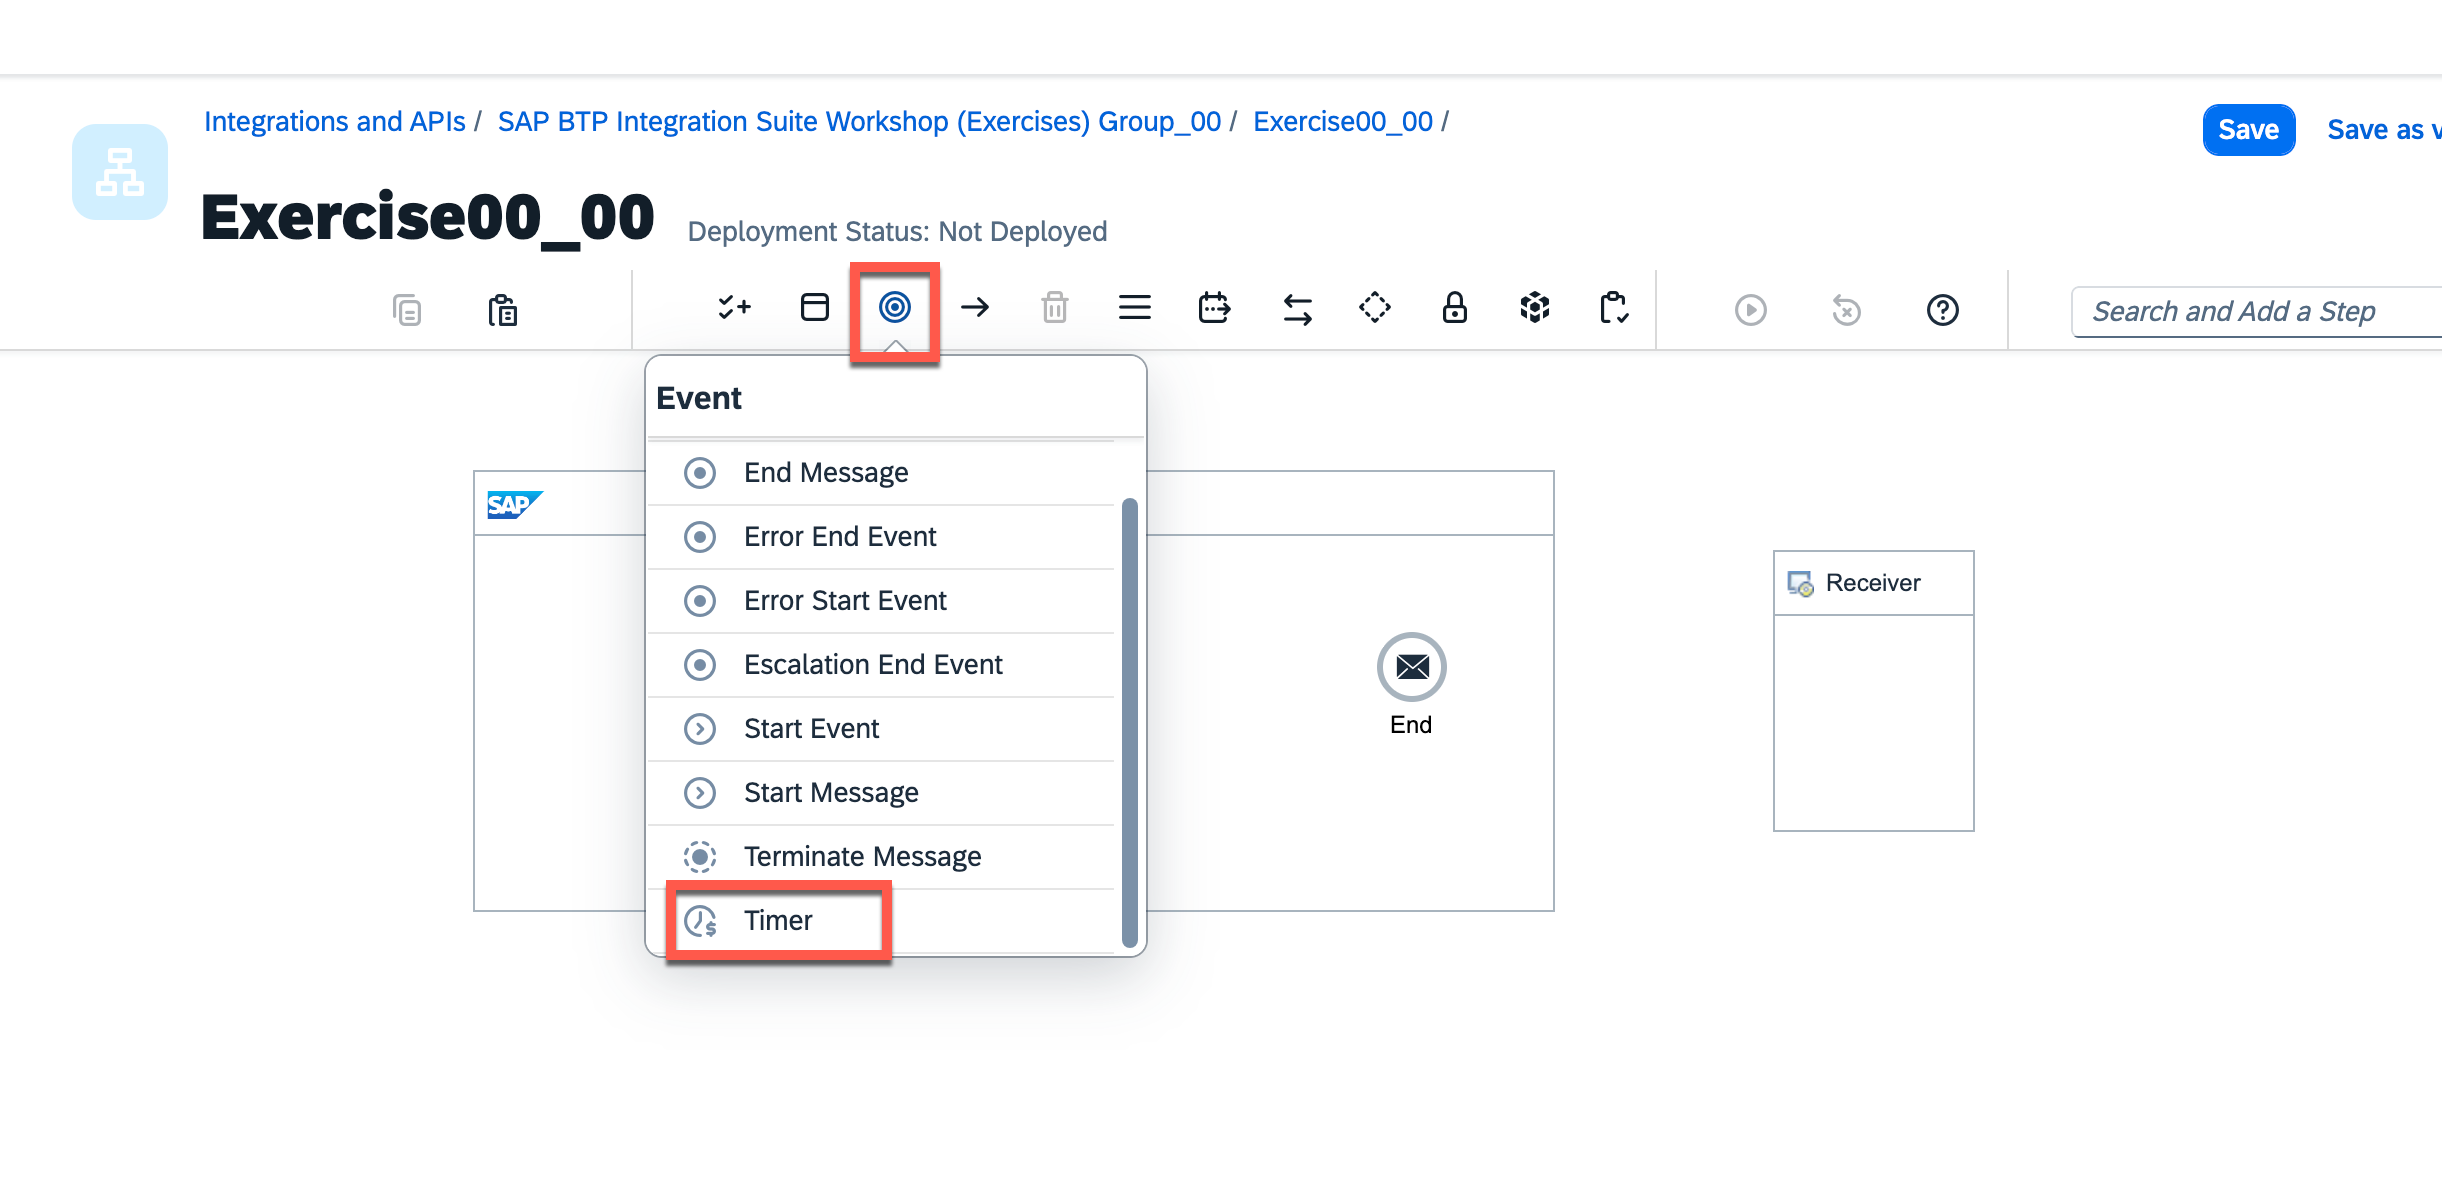 Integrations and APIs / SAP BTP Integration Suite Workshop (Exercises) Group_00 / Exercise00_00 /
Save
Save as v
Exercise00_00
Deployment Status: Not Deployed
Search and Add a Step
Event
End Message
Error End Event
Error Start Event
Escalation End Event
Start Event
Start Message
Terminate Message
Timer
SAP
End
Receiver